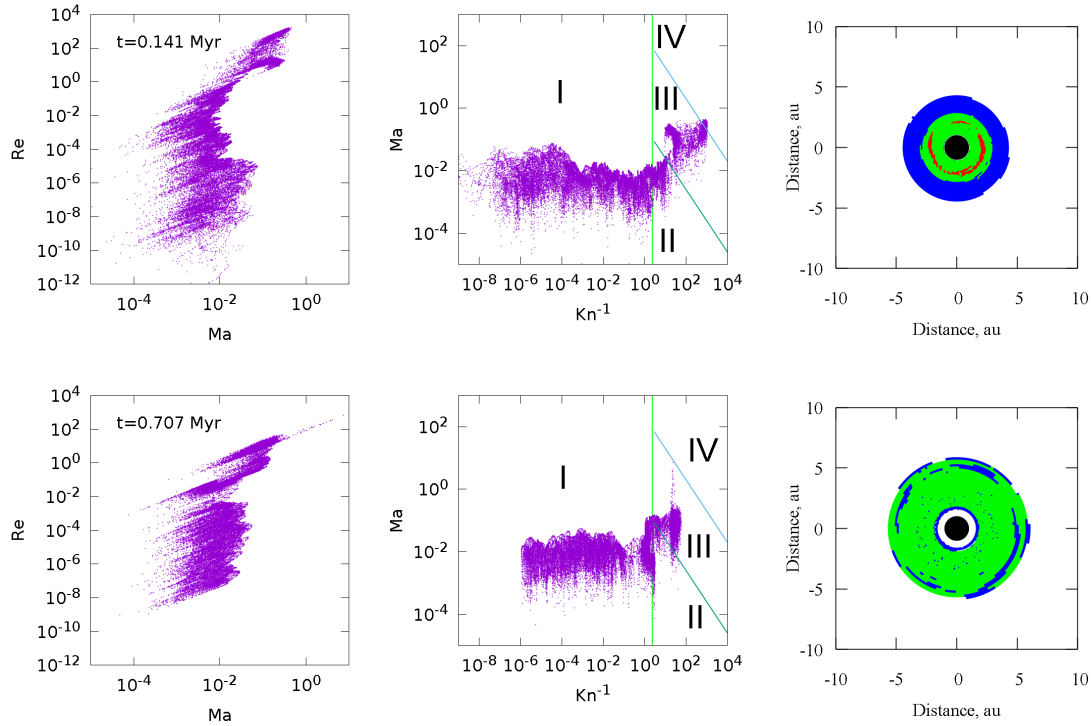 10^4
10^2
10^0
10^-2
10^-4
10^-6
10^-8
10^-10
10^-12
Re
t=0.141 Myr
10^-4 10^-2 10^0
Ma
10^2
10^0
10^-2
10^-4
Ma
I
IV
III
II
10^-8 10^-6 10^-4 10^-2 10^0 10^2 10^4
Kn^-1
10
5
0
-5
-10
Distance, au
-10 -5 0 5 10
Distance, au
10^4
10^2
10^0
10^-2
10^-4
10^-6
10^-8
10^-10
10^-12
Re
t=0.707 Myr
10^-4 10^-2 10^0
Ma
10^2
10^0
10^-2
10^-4
Ma
I
IV
III
II
10^-8 10^-6 10^-4 10^-2 10^0 10^2 10^4
Kn^-1
10
5
0
-5
-10
Distance, au
-10 -5 0 5 10
Distance, au